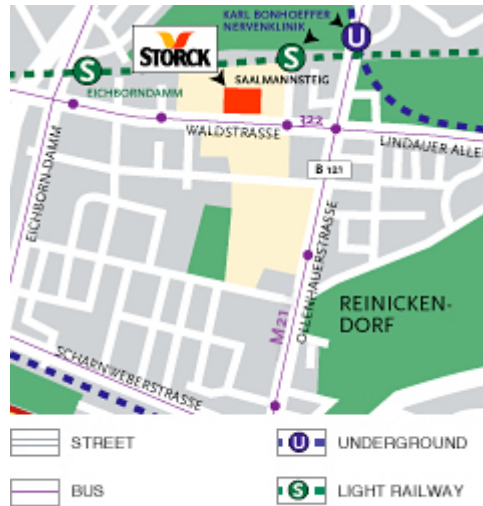 KARL BONHOEFFER
NERVENKLINIK
U
STORCK
S
S
SAALMANNSTEIG
EICHBORNDAMM
122
WALDSTRASSE
LINDAUER ALLEE
B 121
EICHBORN-DAMM
OLLENHAUERSTRASSE
REINICKEN-
DORF
M21
SCHARNWEBERSTRASSE
STREET
U
UNDERGROUND
BUS
S
LIGHT RAILWAY